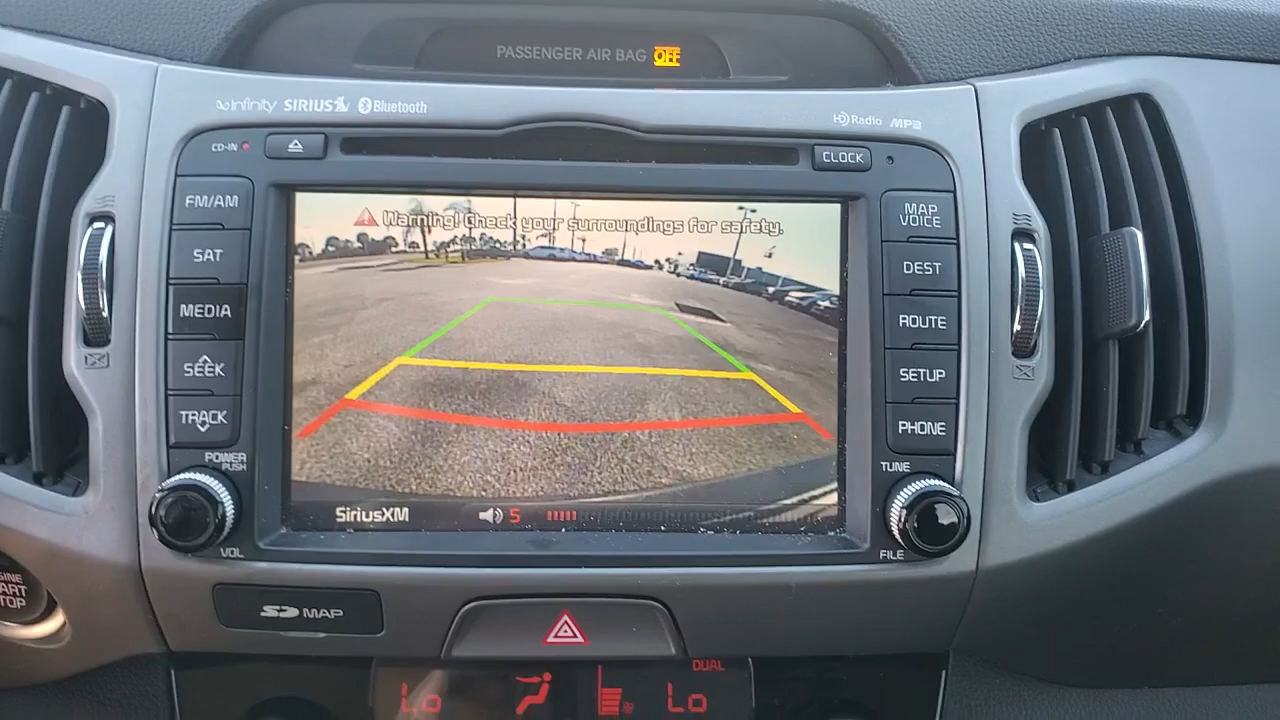 PASSENGER AIR BAG OFF
Infinity SIRIUS Bluetooth
HD Radio MP3
CD-IN
CLOCK
FM/AM
SAT
MEDIA
SEEK
TRACK
POWER
PUSH
VOL
Warning! Check your surroundings for safety.
SiriusXM 5
MAP
VOICE
DEST
ROUTE
SETUP
PHONE
TUNE
FILE
SD MAP
DUAL
Lo Lo